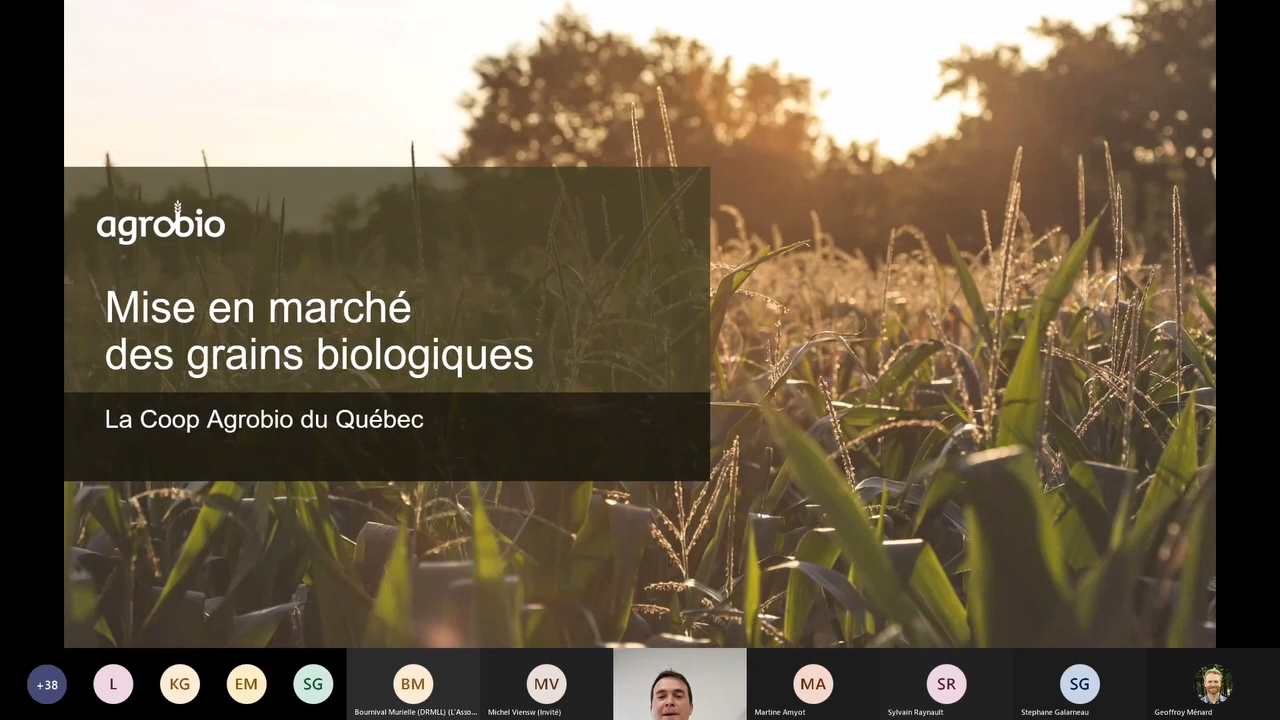 agrobio
Mise en marché
des grains biologiques
La Coop Agrobio du Québec
+38
L
KG
EM
SG
BM
MV
MA
SR
SG
Bournival Murielle (DRMLL) (L'Asso...
Michel Viensw (Invité)
Martine Amyot
Sylvain Raynault
Stephane Galarneau
Geoffroy Ménard